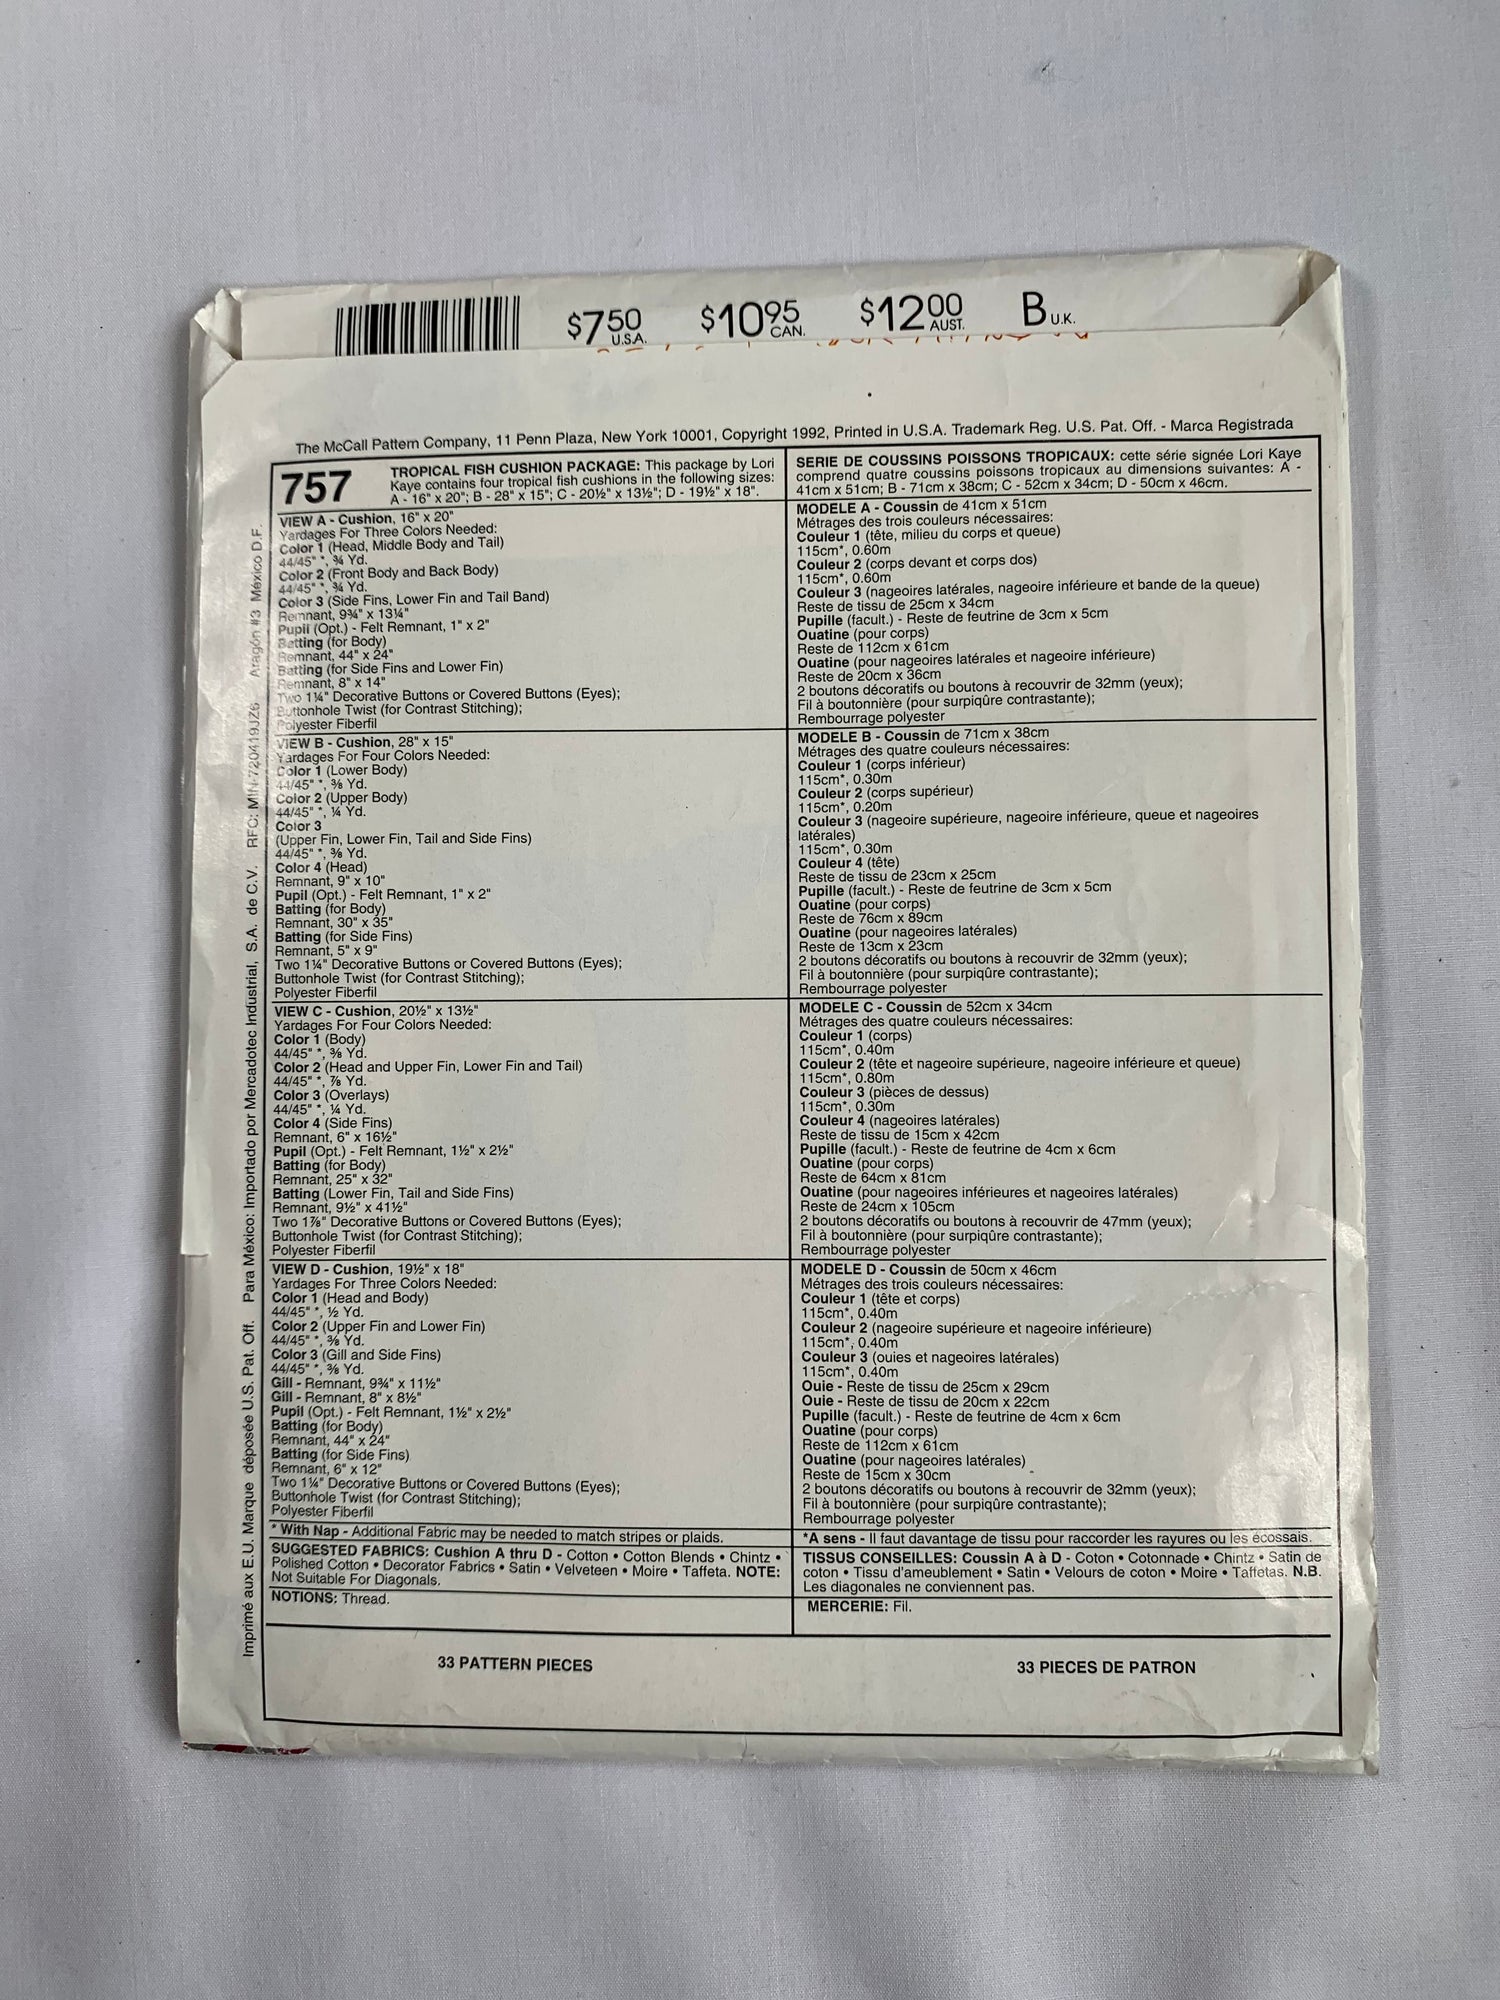 $7.50 U.S.A. $10.95 CAN. $12.00 AUST. B U.K.
The McCall Pattern Company, 11 Penn Plaza, New York 10001, Copyright 1992, Printed in U.S.A. Trademark Reg. U.S. Pat. Off. - Marca Registrada
757
TROPICAL FISH CUSHION PACKAGE: This package by Lori
Kaye contains four tropical fish cushions in the following sizes:
A - 16" x 20"; B - 28" x 15"; C - 20½" x 13½"; D - 19½" x 18".
VIEW A - Cushion, 16" x 20"
Yardages For Three Colors Needed:
Color 1 (Head, Middle Body and Tail)
44/45" *, ¾ Yd.
Color 2 (Front Body and Back Body)
44/45" *, ¾ Yd.
Color 3 (Side Fins, Lower Fin and Tail Band)
Remnant, 9¾" x 13¼"
Pupil (Opt.) - Felt Remnant, 1" x 2"
Batting (for Body)
Remnant, 44" x 24"
Batting (for Side Fins and Lower Fin)
Remnant, 8" x 14"
Two 1¼" Decorative Buttons or Covered Buttons (Eyes);
Buttonhole Twist (for Contrast Stitching);
Polyester Fiberfil
VIEW B - Cushion, 28" x 15"
Yardages For Four Colors Needed:
Color 1 (Lower Body)
44/45" *, ⅜ Yd.
Color 2 (Upper Body)
44/45" *, ¼ Yd.
Color 3
(Upper Fin, Lower Fin, Tail and Side Fins)
44/45" *, ⅜ Yd.
Color 4 (Head)
Remnant, 9" x 10"
Pupil (Opt.) - Felt Remnant, 1" x 2"
Batting (for Body)
Remnant, 30" x 35"
Batting (for Side Fins)
Remnant, 5" x 9"
Two 1¼" Decorative Buttons or Covered Buttons (Eyes);
Buttonhole Twist (for Contrast Stitching);
Polyester Fiberfil
VIEW C - Cushion, 20½" x 13½"
Yardages For Four Colors Needed:
Color 1 (Body)
44/45" *, ⅜ Yd.
Color 2 (Head and Upper Fin, Lower Fin and Tail)
44/45" *, ⅞ Yd.
Color 3 (Overlays)
44/45" *, ¼ Yd.
Color 4 (Side Fins)
Remnant, 6" x 16½"
Pupil (Opt.) - Felt Remnant, 1½" x 2½"
Batting (for Body)
Remnant, 25" x 32"
Batting (Lower Fin, Tail and Side Fins)
Remnant, 9½" x 41½"
Two 1⅞" Decorative Buttons or Covered Buttons (Eyes);
Buttonhole Twist (for Contrast Stitching);
Polyester Fiberfil
VIEW D - Cushion, 19½" x 18"
Yardages For Three Colors Needed:
Color 1 (Head and Body)
44/45" *, ½ Yd.
Color 2 (Upper Fin and Lower Fin)
44/45" *, ⅜ Yd.
Color 3 (Gill and Side Fins)
44/45" *, ⅜ Yd.
Gill - Remnant, 9¾" x 11½"
Gill - Remnant, 8" x 8½"
Pupil (Opt.) - Felt Remnant, 1½" x 2½"
Batting (for Body)
Remnant, 44" x 24"
Batting (for Side Fins)
Remnant, 6" x 12"
Two 1¼" Decorative Buttons or Covered Buttons (Eyes);
Buttonhole Twist (for Contrast Stitching);
Polyester Fiberfil
* With Nap - Additional Fabric may be needed to match stripes or plaids.
SUGGESTED FABRICS: Cushion A thru D - Cotton • Cotton Blends • Chintz •
Polished Cotton • Decorator Fabrics • Satin • Velveteen • Moire • Taffeta. NOTE:
Not Suitable For Diagonals.
NOTIONS: Thread.
33 PATTERN PIECES
SERIE DE COUSSINS POISSONS TROPICAUX: cette série signée Lori Kaye
comprend quatre coussins poissons tropicaux au dimensions suivantes: A -
41cm x 51cm; B - 71cm x 38cm; C - 52cm x 34cm; D - 50cm x 46cm.
MODELE A - Coussin de 41cm x 51cm
Métrages des trois couleurs nécessaires:
Couleur 1 (tête, milieu du corps et queue)
115cm*, 0.60m
Couleur 2 (corps devant et corps dos)
115cm*, 0.60m
Couleur 3 (nageoires latérales, nageoire inférieure et bande de la queue)
Reste de tissu de 25cm x 34cm
Pupille (facult.) - Reste de feutrine de 3cm x 5cm
Ouatine (pour corps)
Reste de 112cm x 61cm
Ouatine (pour nageoires latérales et nageoire inférieure)
Reste de 20cm x 36cm
2 boutons décoratifs ou boutons à recouvrir de 32mm (yeux);
Fil à boutonnière (pour surpiqûre contrastante);
Rembourrage polyester
MODELE B - Coussin de 71cm x 38cm
Métrages des quatre couleurs nécessaires:
Couleur 1 (corps inférieur)
115cm*, 0.30m
Couleur 2 (corps supérieur)
115cm*, 0.20m
Couleur 3 (nageoire supérieure, nageoire inférieure, queue et nageoires
latérales)
115cm*, 0.30m
Couleur 4 (tête)
Reste de tissu de 23cm x 25cm
Pupille (facult.) - Reste de feutrine de 3cm x 5cm
Ouatine (pour corps)
Reste de 76cm x 89cm
Ouatine (pour nageoires latérales)
Reste de 13cm x 23cm
2 boutons décoratifs ou boutons à recouvrir de 32mm (yeux);
Fil à boutonnière (pour surpiqûre contrastante);
Rembourrage polyester
MODELE C - Coussin de 52cm x 34cm
Métrages des quatre couleurs nécessaires:
Couleur 1 (corps)
115cm*, 0.40m
Couleur 2 (tête et nageoire supérieure, nageoire inférieure et queue)
115cm*, 0.80m
Couleur 3 (pièces de dessus)
115cm*, 0.30m
Couleur 4 (nageoires latérales)
Reste de tissu de 15cm x 42cm
Pupille (facult.) - Reste de feutrine de 4cm x 6cm
Ouatine (pour corps)
Reste de 64cm x 81cm
Ouatine (pour nageoires inférieures et nageoires latérales)
Reste de 24cm x 105cm
2 boutons décoratifs ou boutons à recouvrir de 47mm (yeux);
Fil à boutonnière (pour surpiqûre contrastante);
Rembourrage polyester
MODELE D - Coussin de 50cm x 46cm
Métrages des trois couleurs nécessaires:
Couleur 1 (tête et corps)
115cm*, 0.40m
Couleur 2 (nageoire supérieure et nageoire inférieure)
115cm*, 0.40m
Couleur 3 (ouies et nageoires latérales)
115cm*, 0.40m
Ouie - Reste de tissu de 25cm x 29cm
Ouie - Reste de tissu de 20cm x 22cm
Pupille (facult.) - Reste de feutrine de 4cm x 6cm
Ouatine (pour corps)
Reste de 112cm x 61cm
Ouatine (pour nageoires latérales)
Reste de 15cm x 30cm
2 boutons décoratifs ou boutons à recouvrir de 32mm (yeux);
Fil à boutonnière (pour surpiqûre contrastante);
Rembourrage polyester
*A sens - Il faut davantage de tissu pour raccorder les rayures ou les écossais.
TISSUS CONSEILLES: Coussin A à D - Coton • Cotonnade • Chintz • Satin de
coton • Tissu d'ameublement • Satin • Velours de coton • Moire • Taffetas. N.B.
Les diagonales ne conviennent pas.
MERCERIE: Fil.
33 PIECES DE PATRON
Imprimé aux E.U. Marque déposée U.S. Pat. Off. Para México: Importado por Mercadotec Industrial, S.A. de C.V. RFC: MIN-720419JZ6 Aragón #3 México D.F.